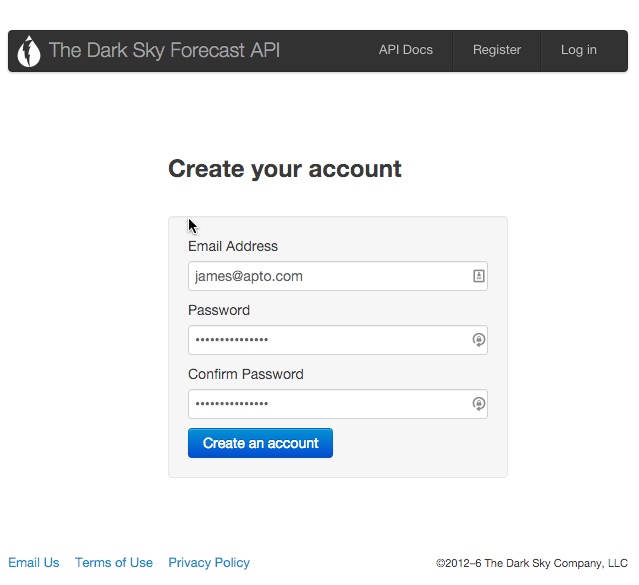 The Dark Sky Forecast API
API Docs
Register
Log in
Create your account
Email Address
james@apto.com
Password
•••••••••••••••
Confirm Password
•••••••••••••••
Create an account
Email Us
Terms of Use
Privacy Policy
©2012–6 The Dark Sky Company, LLC